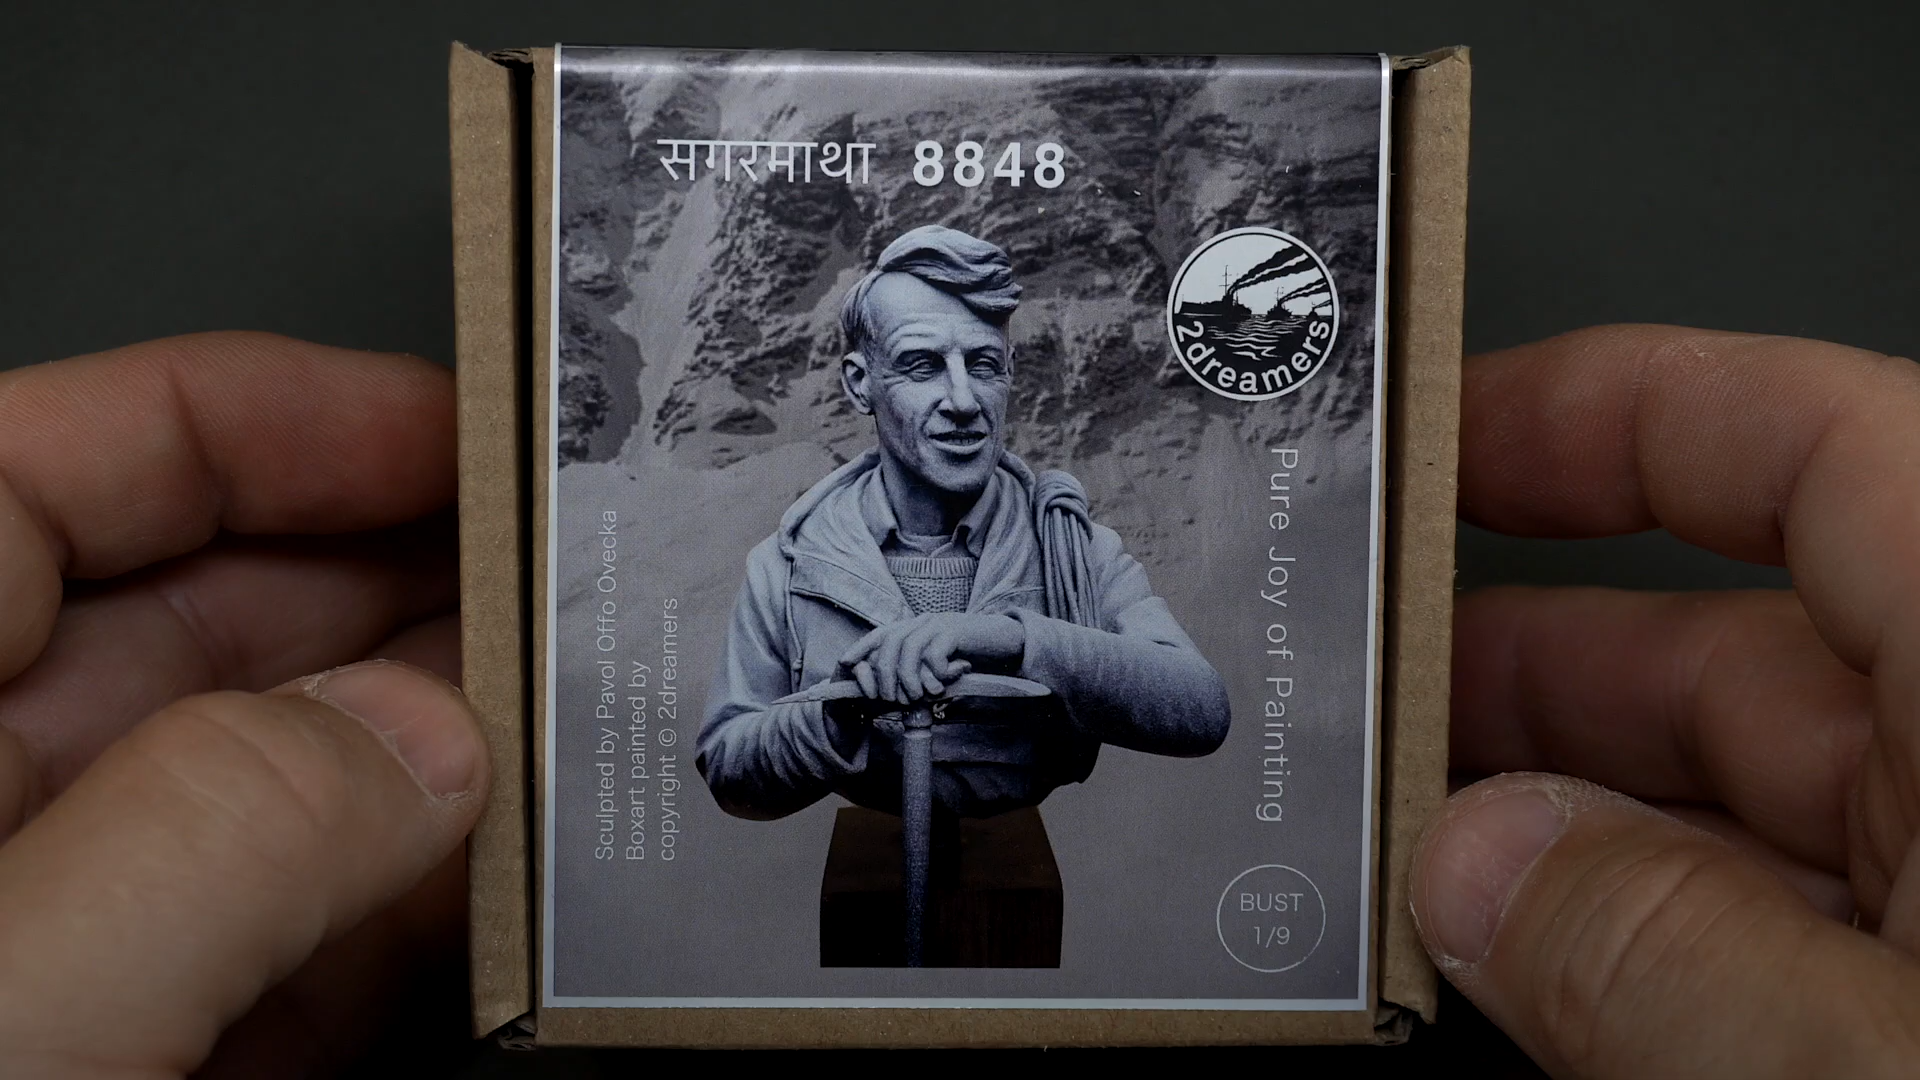 सगरमाथा 8848
2dreamers
Pure Joy of Painting
Sculpted by Pavol Offo Ovecka
Boxart painted by
copyright © 2dreamers
BUST
1/9